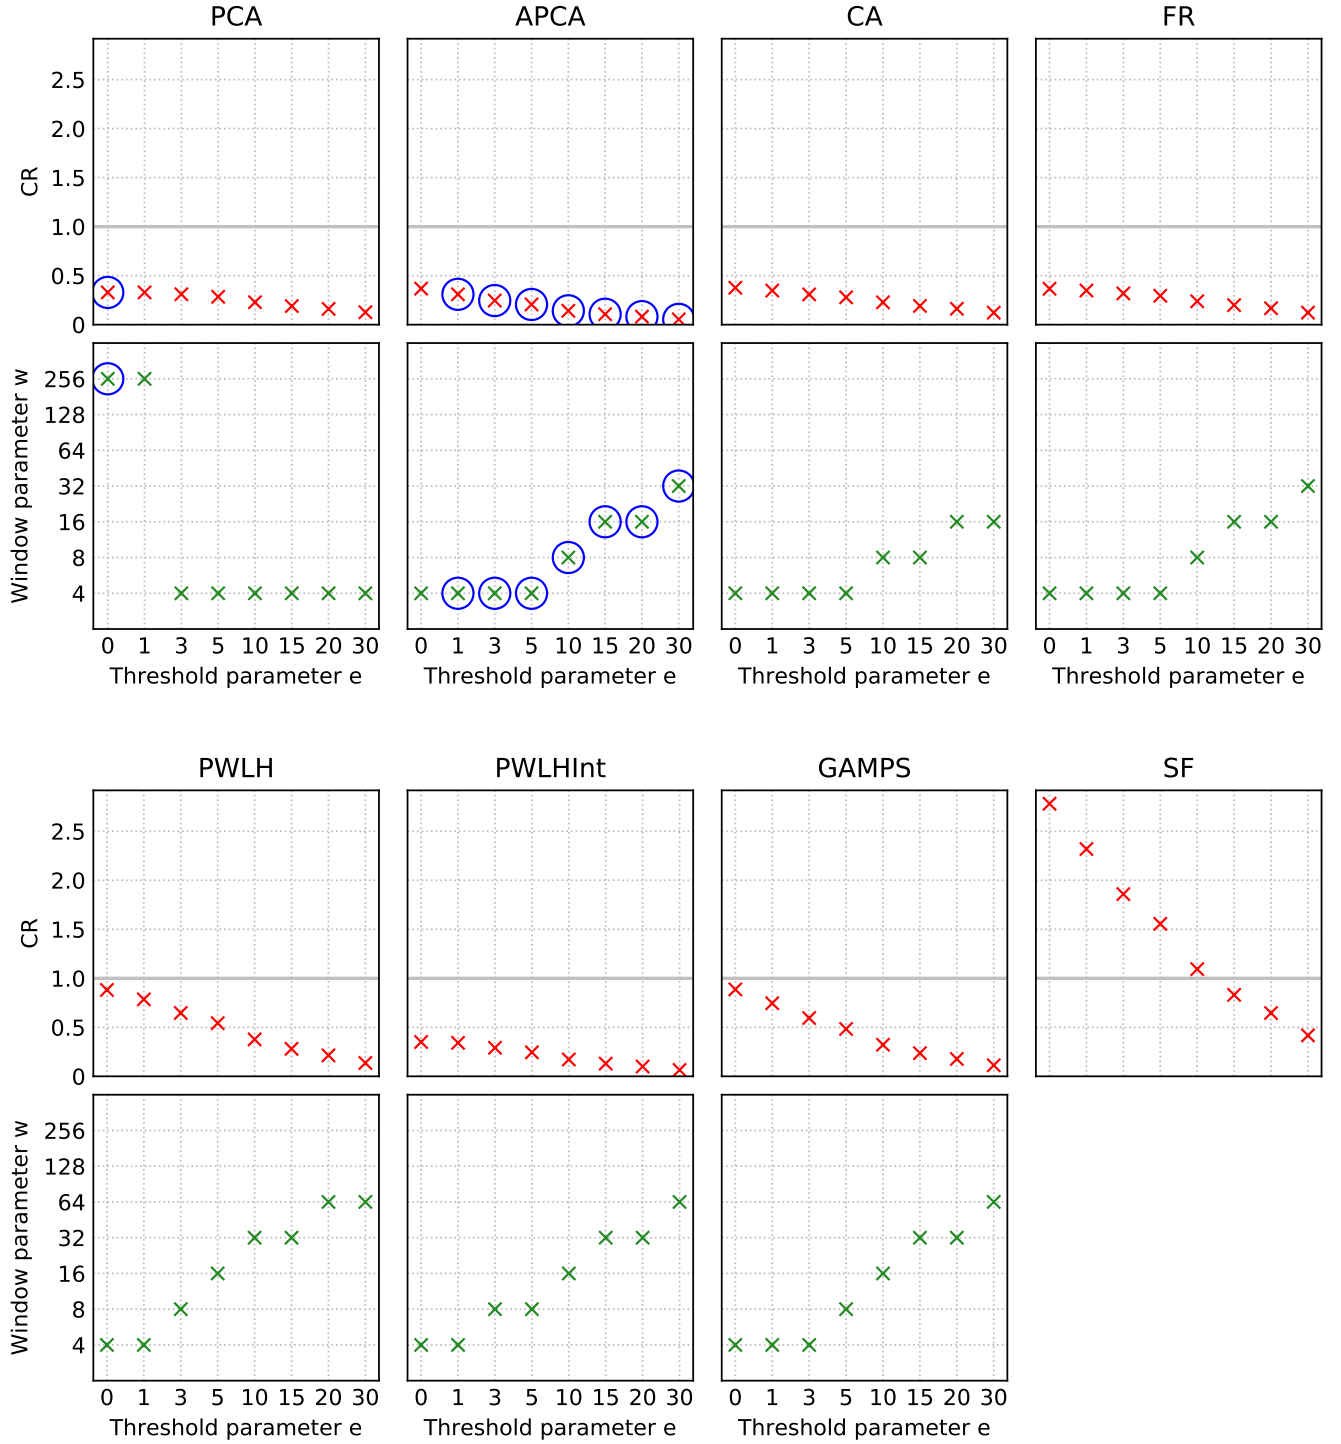 PCA APCA CA FR
2.5
2.0
1.5
1.0
0.5
0
CR
256
128
64
32
16
8
4
Window parameter w
0 1 3 5 10 15 20 30 0 1 3 5 10 15 20 30 0 1 3 5 10 15 20 30 0 1 3 5 10 15 20 30
Threshold parameter e Threshold parameter e Threshold parameter e Threshold parameter e
PWLH PWLHInt GAMPS SF
2.5
2.0
1.5
1.0
0.5
0
CR
256
128
64
32
16
8
4
Window parameter w
0 1 3 5 10 15 20 30 0 1 3 5 10 15 20 30 0 1 3 5 10 15 20 30
Threshold parameter e Threshold parameter e Threshold parameter e